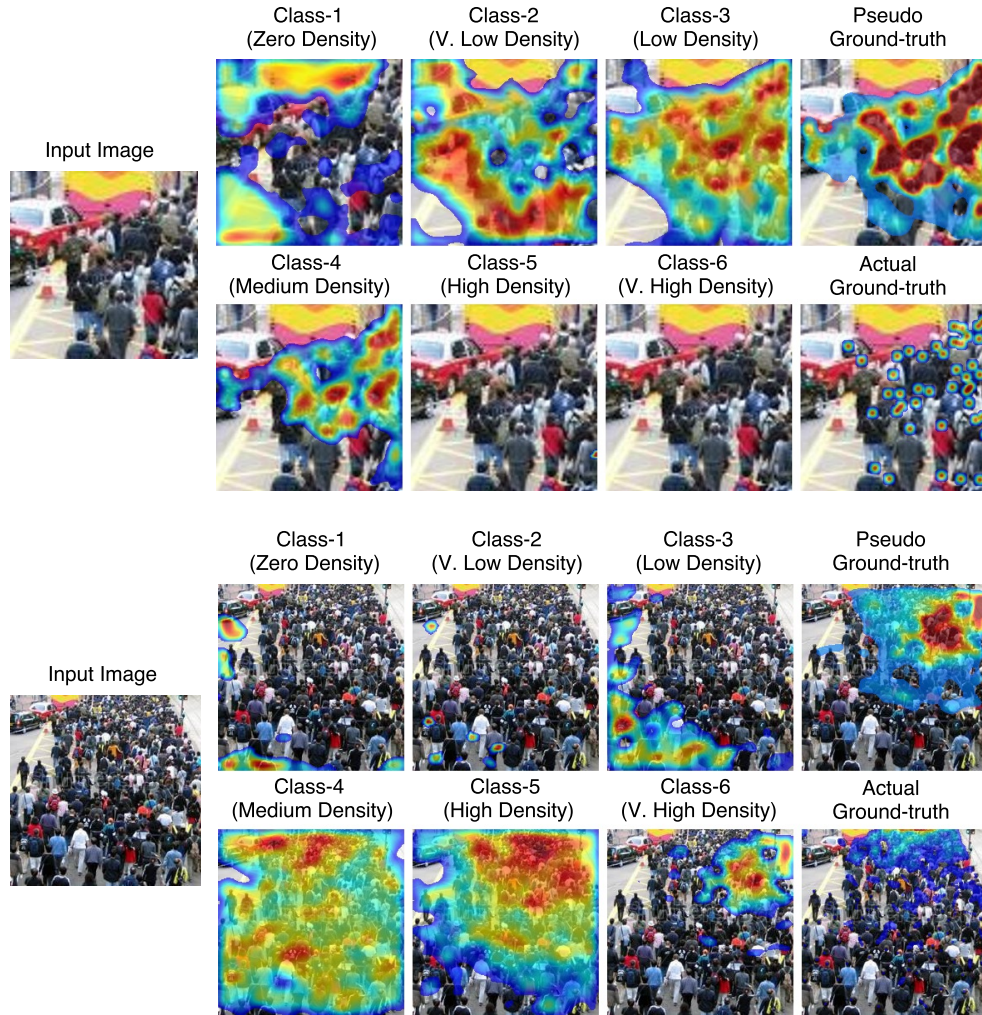 Class-1
(Zero Density)
Class-2
(V. Low Density)
Class-3
(Low Density)
Pseudo
Ground-truth
Input Image
Class-4
(Medium Density)
Class-5
(High Density)
Class-6
(V. High Density)
Actual
Ground-truth
Class-1
(Zero Density)
Class-2
(V. Low Density)
Class-3
(Low Density)
Pseudo
Ground-truth
Input Image
Class-4
(Medium Density)
Class-5
(High Density)
Class-6
(V. High Density)
Actual
Ground-truth